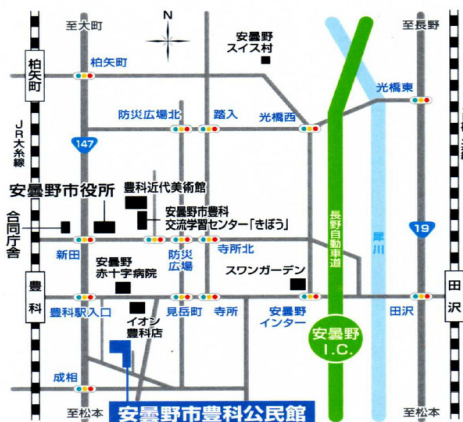 至大町
N
安曇野
スイス村
至長野
柏矢町
柏矢町
防災広場北
踏入
光橋西
光橋東
JR大糸線
147
豊科近代美術館
安曇野市役所
安曇野市豊科
交流学習センター「きぼう」
長野自動車道
犀川
合同庁舎
新田
防災
広場
寺所北
19
安曇野
赤十字病院
スワンガーデン
豊科
田沢
豊科駅入口
見岳町
寺所
安曇野
インター
田沢
イオン
豊科店
安曇野
I.C.
成相
至松本
安曇野市豊科公民館
至松本